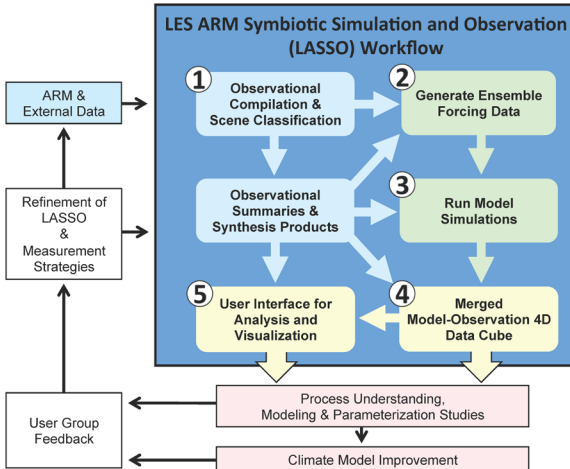 LES ARM Symbiotic Simulation and Observation
(LASSO) Workflow
ARM &
External Data
1
Observational
Compilation &
Scene Classification
2
Generate Ensemble
Forcing Data
Refinement of
LASSO
&
Measurement
Strategies
Observational
Summaries &
Synthesis Products
3
Run Model
Simulations
5
User Interface for
Analysis and
Visualization
4
Merged
Model-Observation 4D
Data Cube
User Group
Feedback
Process Understanding,
Modeling & Parameterization Studies
Climate Model Improvement